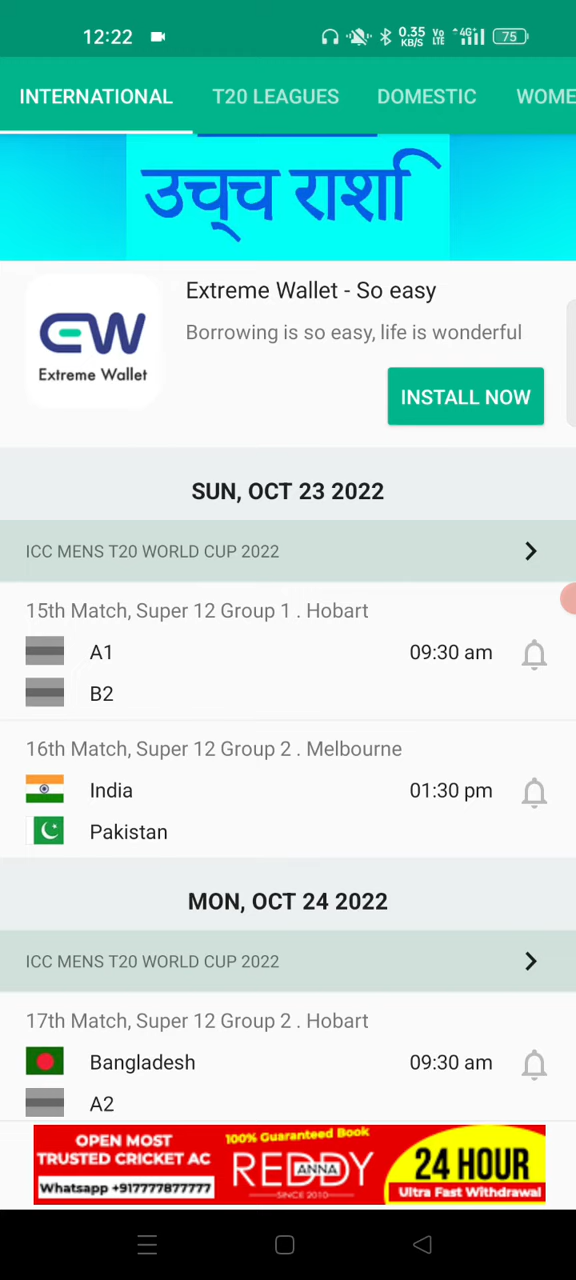 12:22
0.35 KB/S Vo LTE 4G+ 75
INTERNATIONAL T20 LEAGUES DOMESTIC WOME
उच्च राशि
Extreme Wallet - So easy
Borrowing is so easy, life is wonderful
EW
Extreme Wallet
INSTALL NOW
SUN, OCT 23 2022
ICC MENS T20 WORLD CUP 2022
15th Match, Super 12 Group 1 . Hobart
A1 09:30 am
B2
16th Match, Super 12 Group 2 . Melbourne
India 01:30 pm
Pakistan
MON, OCT 24 2022
ICC MENS T20 WORLD CUP 2022
17th Match, Super 12 Group 2 . Hobart
Bangladesh 09:30 am
A2
OPEN MOST
TRUSTED CRICKET AC
Whatsapp +917777877777
100% Guaranteed Book
REDDY
ANNA
SINCE 2010
24 HOUR
Ultra Fast Withdrawal